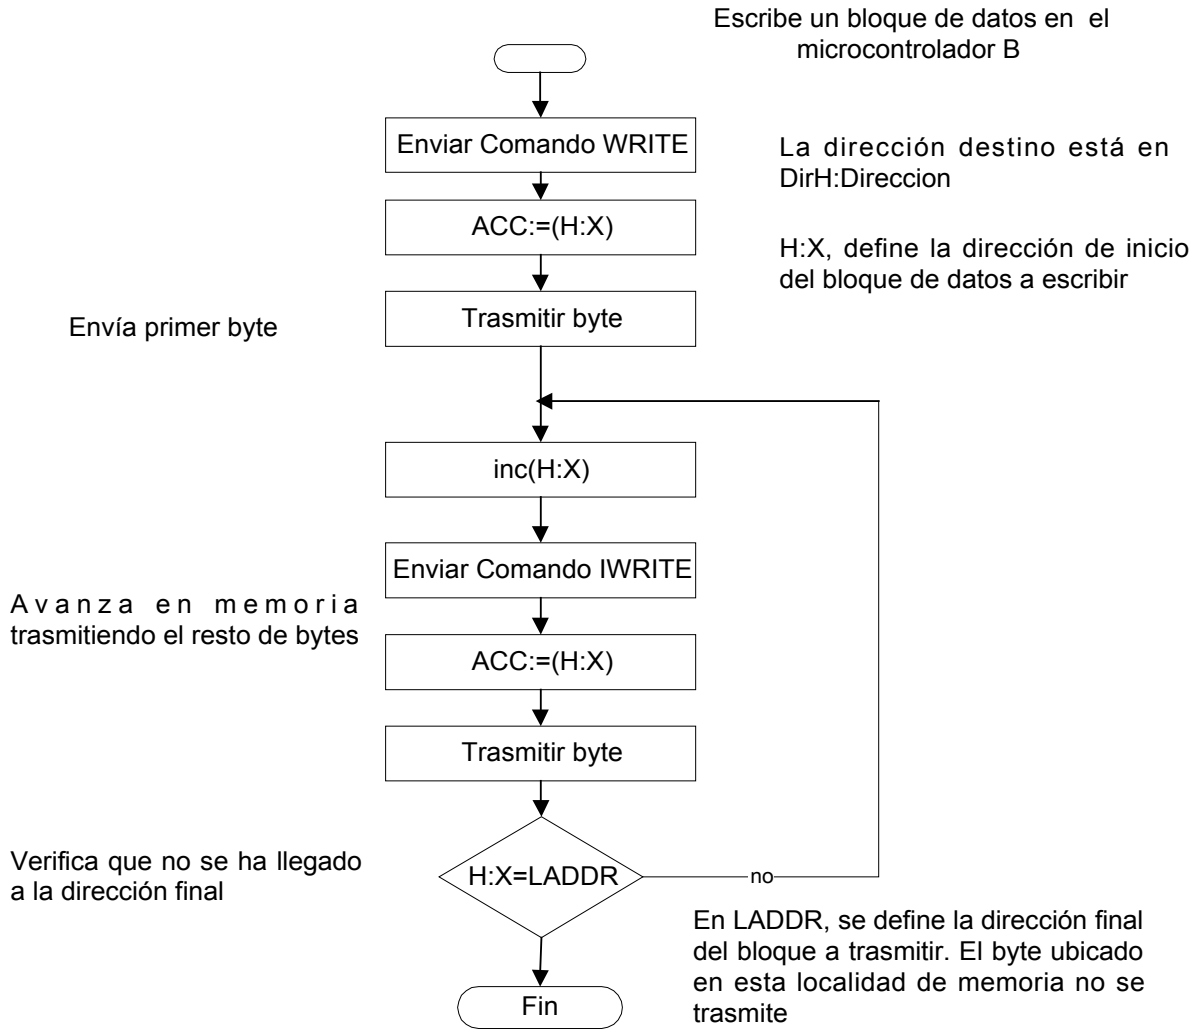 Escribe un bloque de datos en el
microcontrolador B
Enviar Comando WRITE
La dirección destino está en
DirH:Direccion
ACC:=(H:X)
H:X, define la dirección de inicio
del bloque de datos a escribir
Envía primer byte
Trasmitir byte
inc(H:X)
Enviar Comando IWRITE
Avanza en memoria
trasmitiendo el resto de bytes
ACC:=(H:X)
Trasmitir byte
Verifica que no se ha llegado
a la dirección final
H:X=LADDR
no
En LADDR, se define la dirección final
del bloque a trasmitir. El byte ubicado
en esta localidad de memoria no se
trasmite
Fin